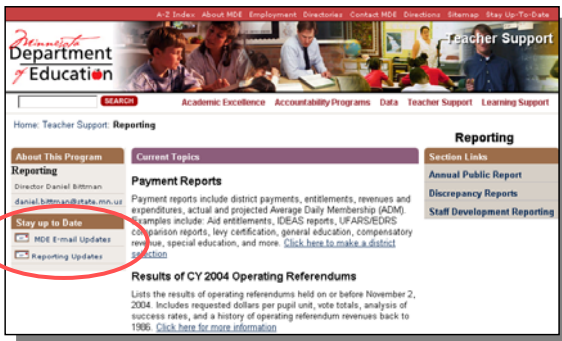 A-Z Index About MDE Employment Directories Contact MDE Directions Sitemap Stay Up-To-Date
Minnesota
Department
of Education
Teacher Support
SEARCH
Academic Excellence Accountability Programs Data Teacher Support Learning Support
Home: Teacher Support: Reporting
Reporting
About This Program
Reporting
Director Daniel Bittman
daniel.bittman@state.mn.us
Stay up to Date
MDE E-mail Updates
Reporting Updates
Current Topics
Payment Reports
Payment reports include district payments, entitlements, revenues and
expenditures, actual and projected Average Daily Membership (ADM).
Examples include: Aid entitlements, IDEAS reports, UFARS/EDRS
comparison reports, levy certification, general education, compensatory
revenue, special education, and more. Click here to make a district
selection
Results of CY 2004 Operating Referendums
Lists the results of operating referendums held on or before November 2,
2004. Includes requested dollars per pupil unit, vote totals, analysis of
success rates, and a history of operating referendum revenues back to
1986. Click here for more information
Section Links
Annual Public Report
Discrepancy Reports
Staff Development Reporting